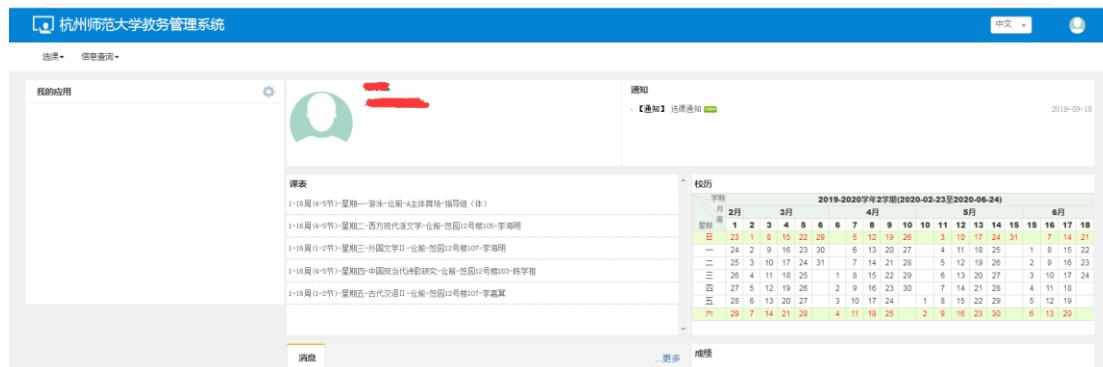 杭州师范大学教务管理系统
中文
选课
信息查询
我的应用
通知
·【通知】选课通知
2019-09-18
课表
1-16周(4-5节)-星期一-游泳-仓前-A主体育场-指导组(体)
1-16周(4-5节)-星期二-西方现代派文学-仓前-恕园12号楼105-李海明
1-16周(1-2节)-星期三-外国文学II-仓前-恕园12号楼107-李海明
1-16周(4-5节)-星期四-中国现当代诗歌研究-仓前-恕园12号楼203-陈学祖
1-16周(1-2节)-星期五-古代汉语II-仓前-恕园12号楼107-李嘉翼
校历
学期 2019-2020学年2学期(2020-02-23至2020-06-24)
月 2月 3月 4月 5月 6月
星期 周 1 2 3 4 5 6 6 7 8 9 10 10 11 12 13 14 15 15 16 17 18
日 23 1 8 15 22 29 5 12 19 26 3 10 17 24 31 7 14 21
一 24 2 9 16 23 30 6 13 20 27 4 11 18 25 1 8 15 22
二 25 3 10 17 24 31 7 14 21 28 5 12 19 26 2 9 16 23
三 26 4 11 18 25 1 8 15 22 29 6 13 20 27 3 10 17 24
四 27 5 12 19 26 2 9 16 23 30 7 14 21 28 4 11 18
五 28 6 13 20 27 3 10 17 24 1 8 15 22 29 5 12 19
六 29 7 14 21 28 4 11 18 25 2 9 16 23 30 6 13 20
消息
...更多
成绩